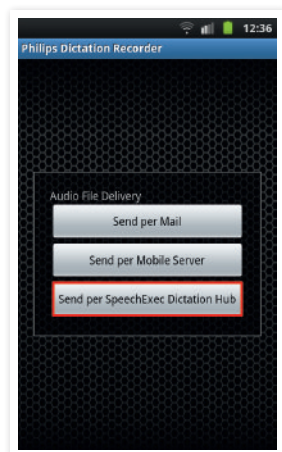 12:36
Philips Dictation Recorder
Audio File Delivery
Send per Mail
Send per Mobile Server
Send per SpeechExec Dictation Hub